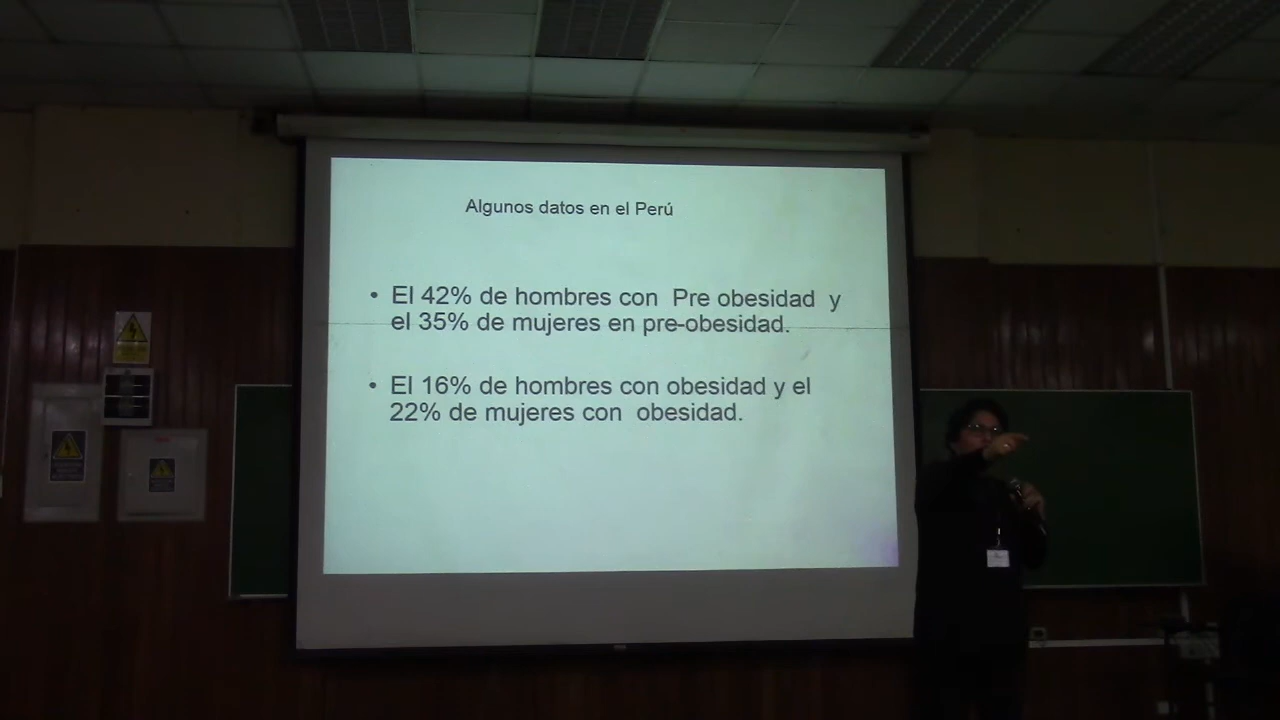 Algunos datos en el Perú
• El 42% de hombres con Pre obesidad y
el 35% de mujeres en pre-obesidad.
• El 16% de hombres con obesidad y el
22% de mujeres con obesidad.